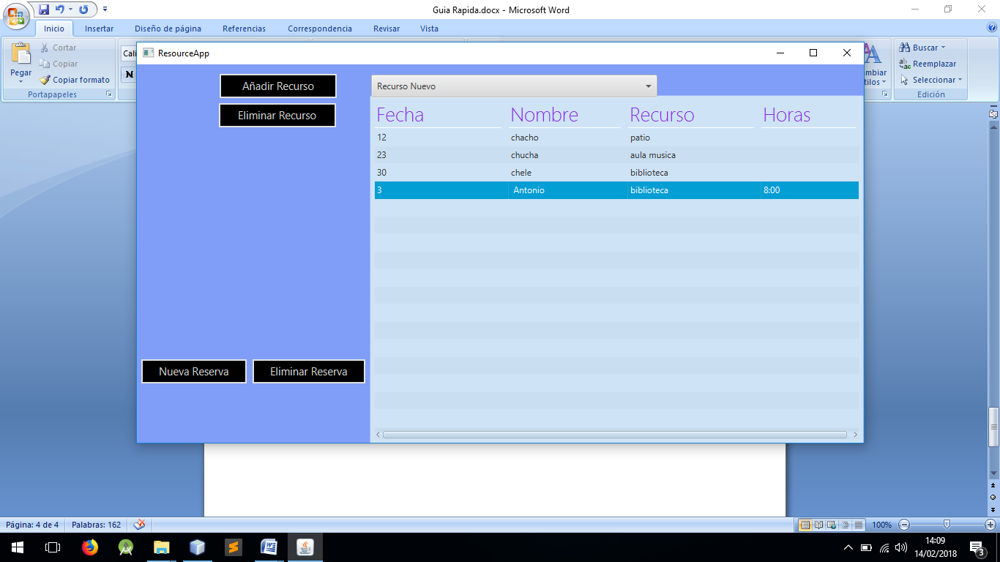 Guia Rapida.docx - Microsoft Word
Inicio Insertar Diseño de página Referencias Correspondencia Revisar Vista
Pegar
Cortar
Copiar
Copiar formato
Portapapeles
Cali
N
Buscar
Reemplazar
Seleccionar
Edición
ResourceApp
Añadir Recurso
Eliminar Recurso
Recurso Nuevo
Fecha Nombre Recurso Horas
12 chacho patio
23 chucha aula musica
30 chele biblioteca
3 Antonio biblioteca 8:00
Nueva Reserva Eliminar Reserva
Página: 4 de 4 Palabras: 162 100%
14:09
14/02/2018
3